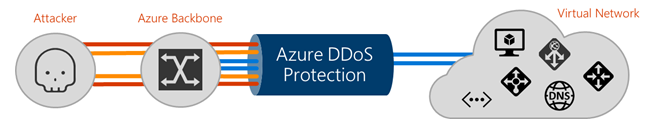 Attacker
Azure Backbone
Virtual Network
Azure DDoS
Protection
DNS